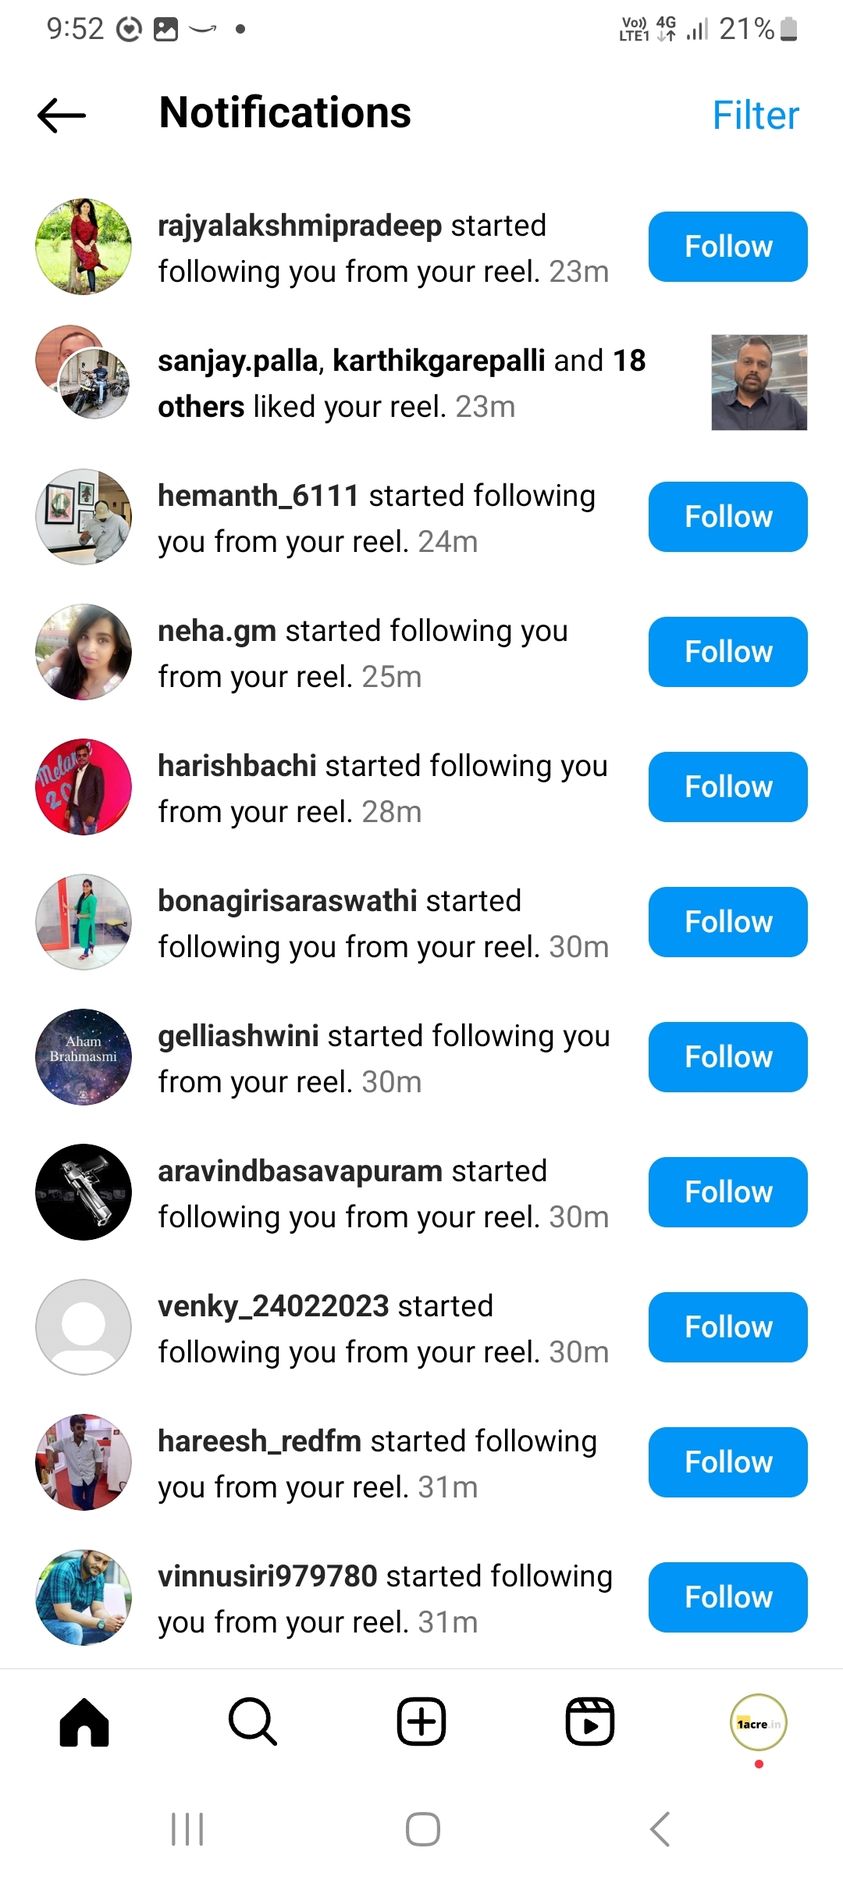 9:52 Vo)) LTE1 4G 21%
Notifications Filter
rajyalakshmipradeep started
following you from your reel. 23m
Follow
sanjay.palla, karthikgarepalli and 18
others liked your reel. 23m
hemanth_6111 started following
you from your reel. 24m
Follow
neha.gm started following you
from your reel. 25m
Follow
harishbachi started following you
from your reel. 28m
Follow
bonagirisaraswathi started
following you from your reel. 30m
Follow
Aham
Brahmasmi
gelliashwini started following you
from your reel. 30m
Follow
aravindbasavapuram started
following you from your reel. 30m
Follow
venky_24022023 started
following you from your reel. 30m
Follow
hareesh_redfm started following
you from your reel. 31m
Follow
vinnusiri979780 started following
you from your reel. 31m
Follow
1acre.in